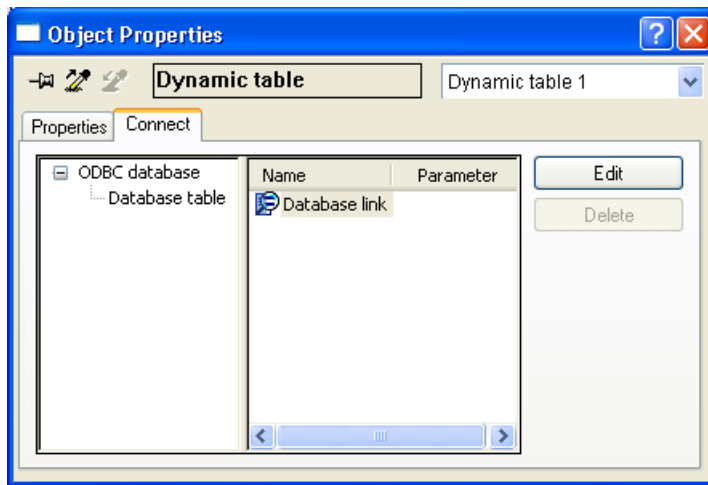 Object Properties
Dynamic table
Dynamic table 1
Properties
Connect
ODBC database
Database table
Name
Parameter
Database link
Edit
Delete